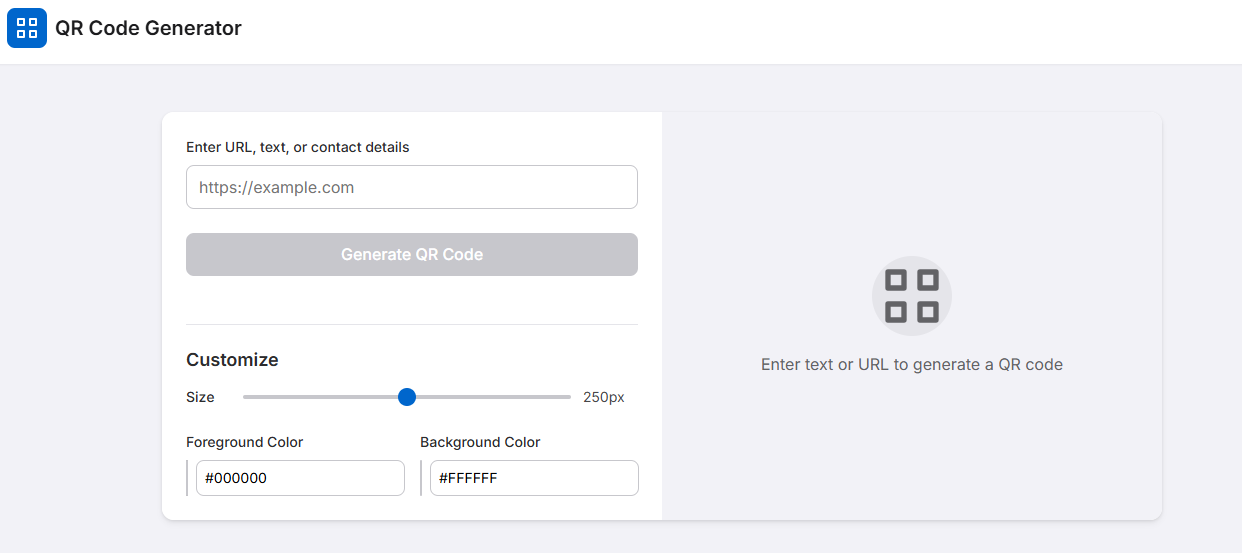 QR Code Generator
Enter URL, text, or contact details
https://example.com
Generate QR Code
Customize
Size 250px
Foreground Color Background Color
#000000 #FFFFFF
Enter text or URL to generate a QR code